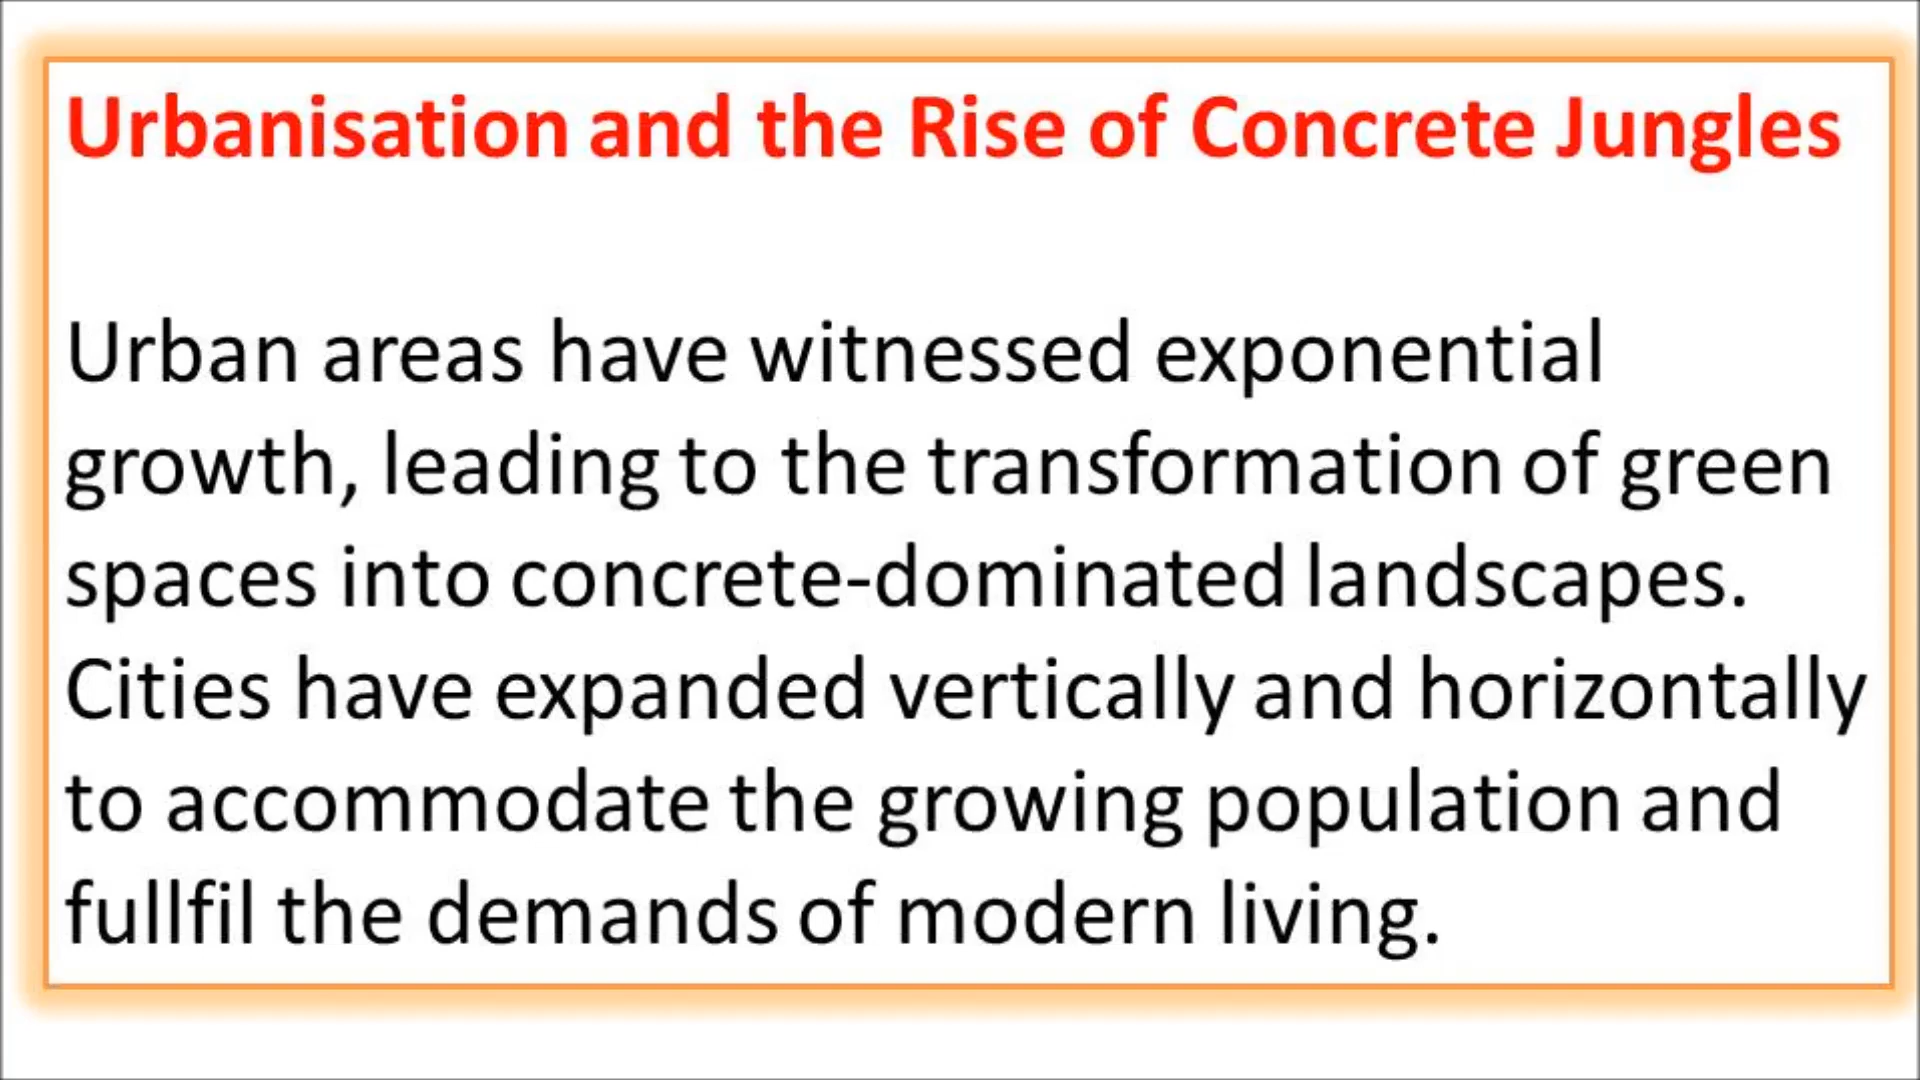 Urbanisation and the Rise of Concrete Jungles
Urban areas have witnessed exponential
growth, leading to the transformation of green
spaces into concrete-dominated landscapes.
Cities have expanded vertically and horizontally
to accommodate the growing population and
fullfil the demands of modern living.